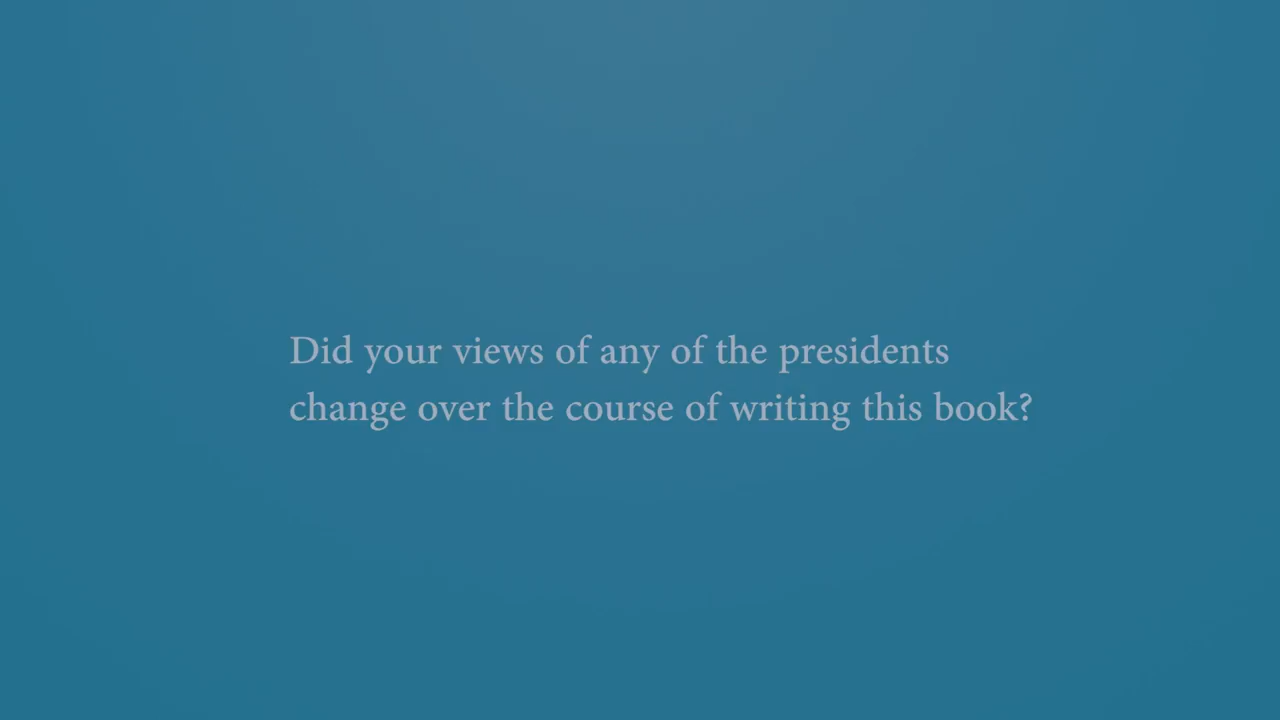 Did your views of any of the presidents
change over the course of writing this book?